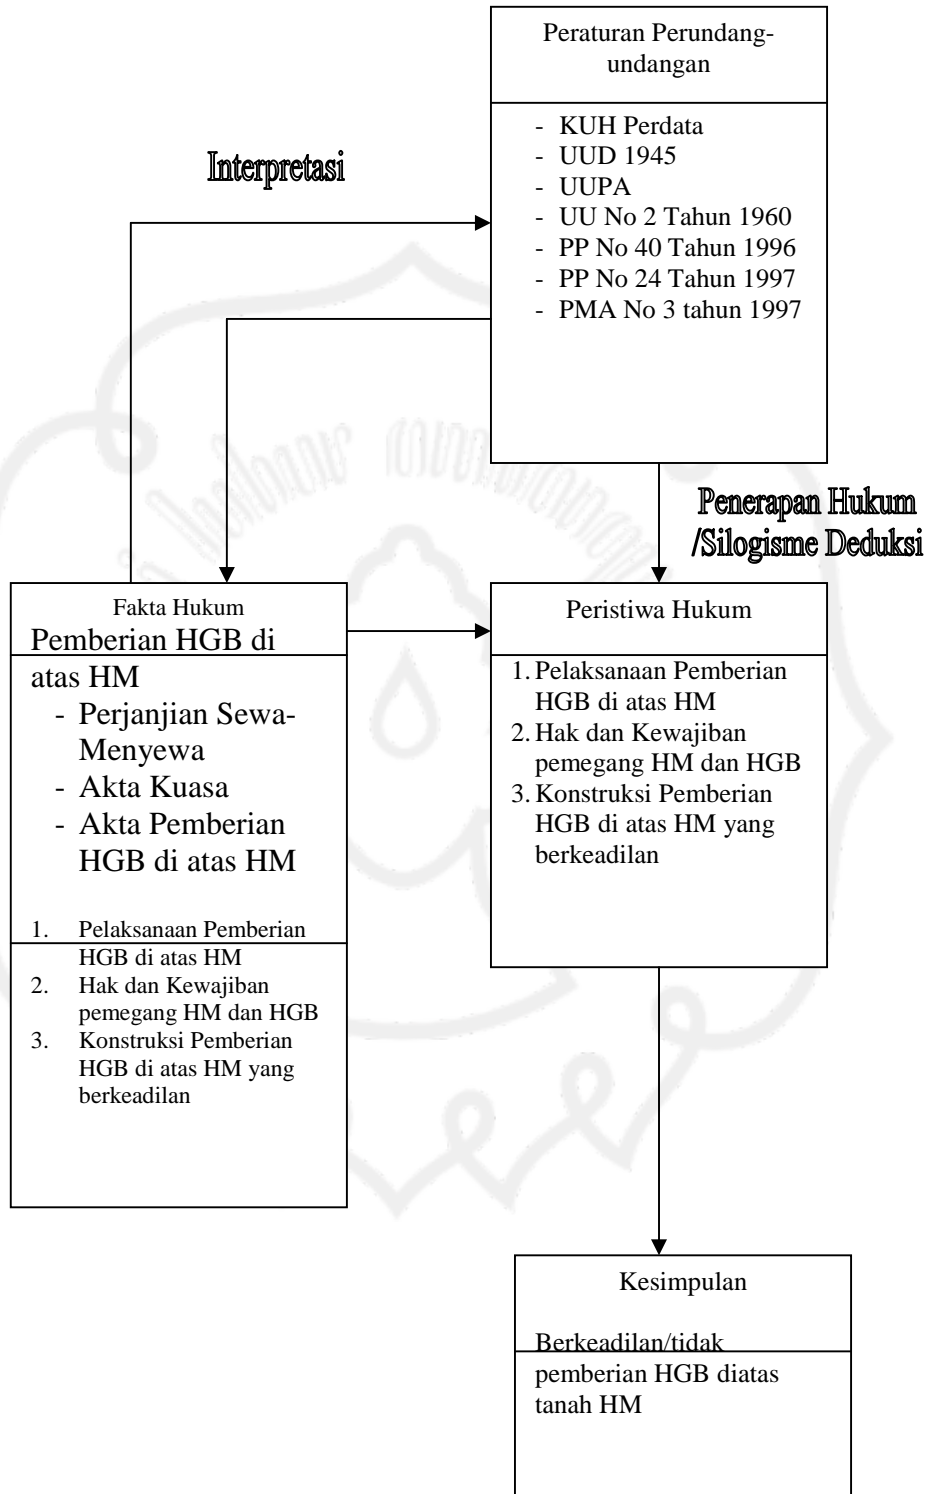 Peraturan Perundang-
undangan
- KUH Perdata
- UUD 1945
- UUPA
- UU No 2 Tahun 1960
- PP No 40 Tahun 1996
- PP No 24 Tahun 1997
- PMA No 3 tahun 1997
Interpretasi
Penerapan Hukum
/Silogisme Deduksi
Fakta Hukum
Pemberian HGB di
atas HM
- Perjanjian Sewa-
Menyewa
- Akta Kuasa
- Akta Pemberian
HGB di atas HM
1. Pelaksanaan Pemberian
HGB di atas HM
2. Hak dan Kewajiban
pemegang HM dan HGB
3. Konstruksi Pemberian
HGB di atas HM yang
berkeadilan
Peristiwa Hukum
1. Pelaksanaan Pemberian
HGB di atas HM
2. Hak dan Kewajiban
pemegang HM dan HGB
3. Konstruksi Pemberian
HGB di atas HM yang
berkeadilan
Kesimpulan
Berkeadilan/tidak
pemberian HGB diatas
tanah HM